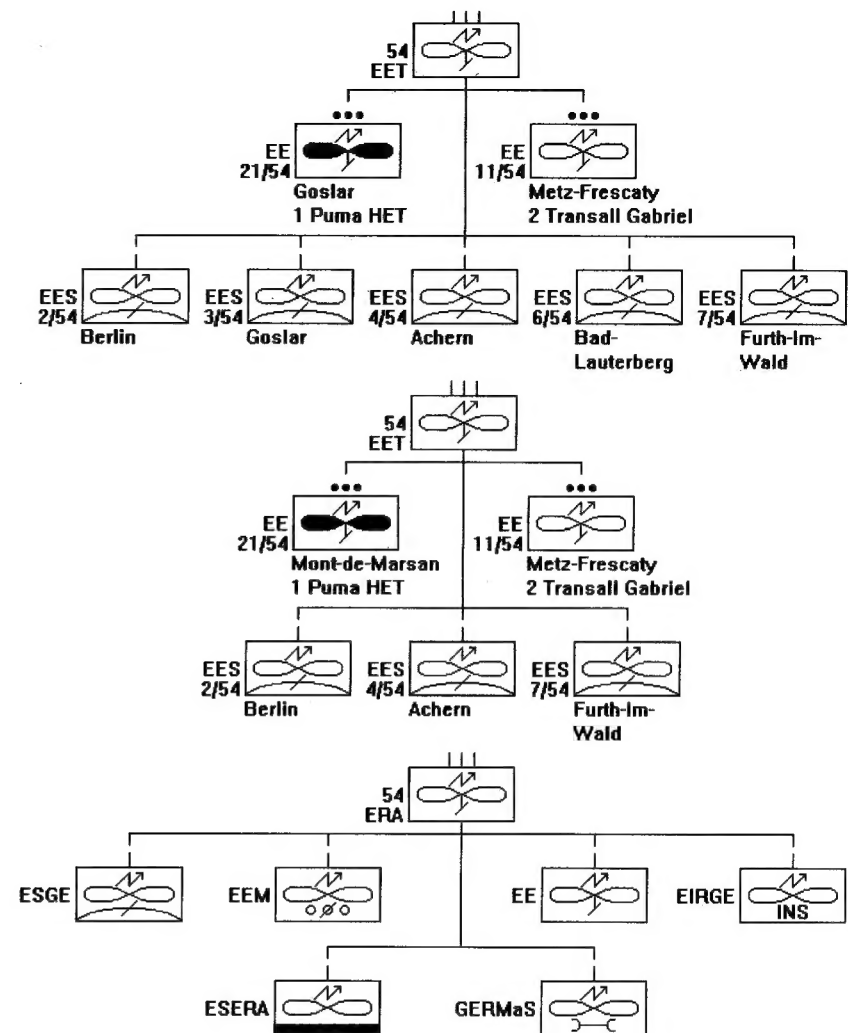 54
EET
EE
21/54
Goslar
1 Puma HET
EE
11/54
Metz-Frescaty
2 Transall Gabriel
EES
2/54
Berlin
EES
3/54
Goslar
EES
4/54
Achern
EES
6/54
Bad-
Lauterberg
EES
7/54
Furth-Im-
Wald
54
EET
EE
21/54
Mont-de-Marsan
1 Puma HET
EE
11/54
Metz-Frescaty
2 Transall Gabriel
EES
2/54
Berlin
EES
4/54
Achern
EES
7/54
Furth-Im-
Wald
54
ERA
ESGE
EEM
EE
EIRGE
INS
ESERA
GERMaS